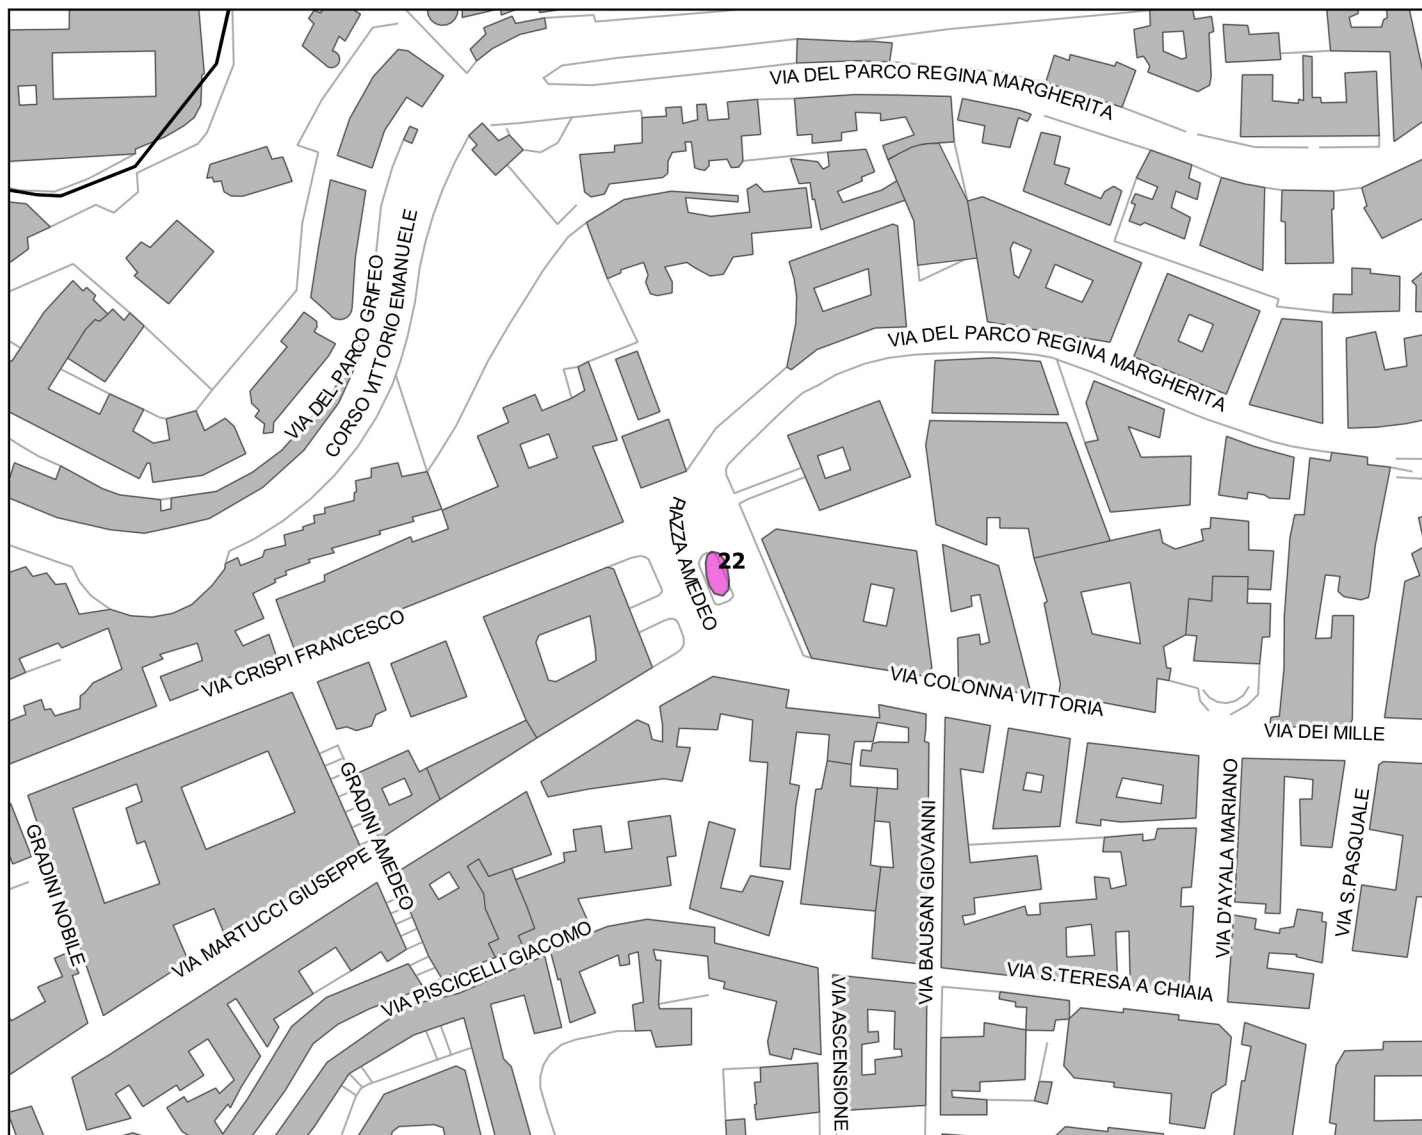 VIA DEL PARCO REGINA MARGHERITA
VIA DEL PARCO GRIFEO
CORSO VITTORIO EMANUELE
VIA DEL PARCO REGINA MARGHERITA
PIAZZA AMEDEO
22
VIA CRISPI FRANCESCO
VIA COLONNA VITTORIA
VIA DEI MILLE
GRADINI NOBILE
GRADINI AMEDEO
VIA MARTUCCI GIUSEPPE
VIA PISCICELLI GIACOMO
VIA BAUSAN GIOVANNI
VIA D'AYALA MARIANO
VIA S.PASQUALE
VIA S.TERESA A CHIAIA
VIA ASCENSIONE